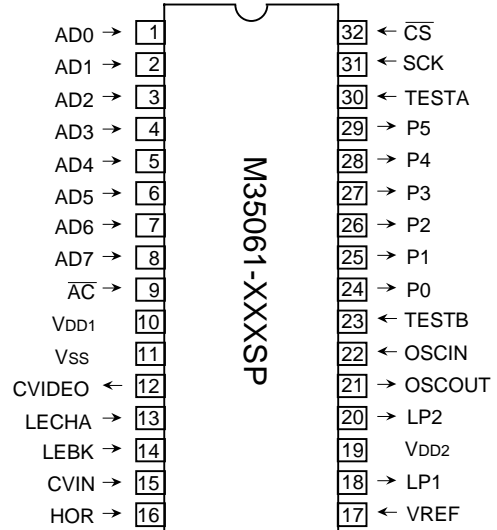 AD0 → 1
AD1 → 2
AD2 → 3
AD3 → 4
AD4 → 5
AD5 → 6
AD6 → 7
AD7 → 8
A̅C̅ → 9
VDD1 10
VSS 11
CVIDEO ← 12
LECHA → 13
LEBK → 14
CVIN → 15
HOR → 16
M35061-XXXSP
32 ← C̅S̅
31 ← SCK
30 ← TESTA
29 → P5
28 → P4
27 → P3
26 → P2
25 → P1
24 → P0
23 ← TESTB
22 ← OSCIN
21 → OSCOUT
20 → LP2
19 VDD2
18 → LP1
17 ← VREF